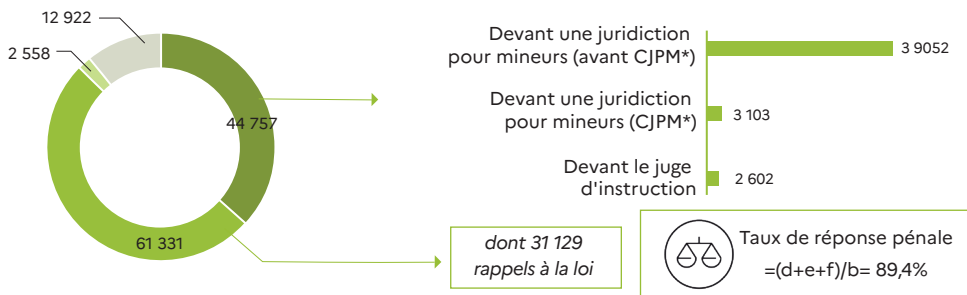 12 922
2 558
44 757
61 331
dont 31 129
rappels à la loi
Devant une juridiction
pour mineurs (avant CJPM*)
3 9052
Devant une juridiction
pour mineurs (CJPM*)
3 103
Devant le juge
d'instruction
2 602
Taux de réponse pénale
=(d+e+f)/b= 89,4%